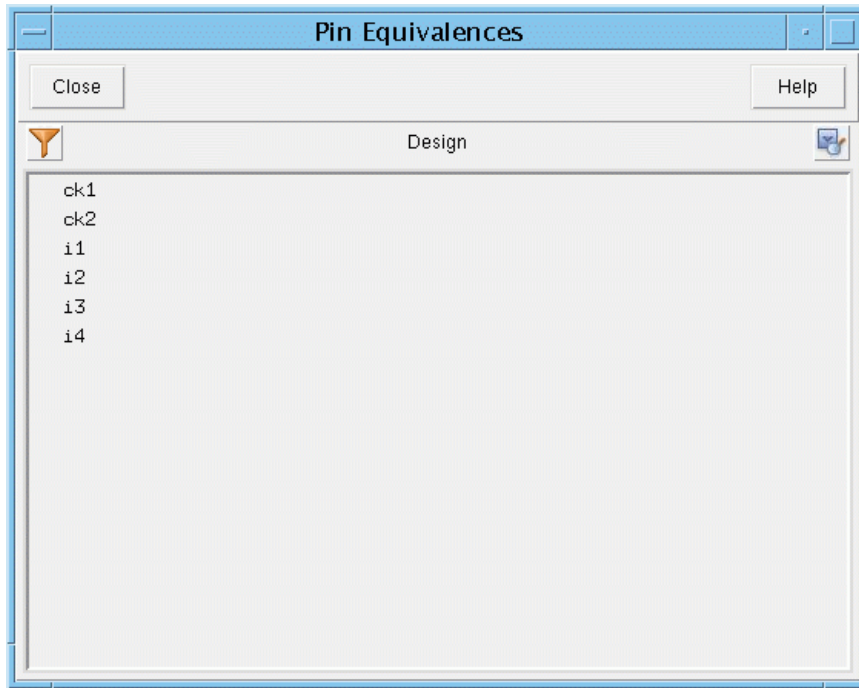 Pin Equivalences
Close Help
Design
ck1
ck2
i1
i2
i3
i4